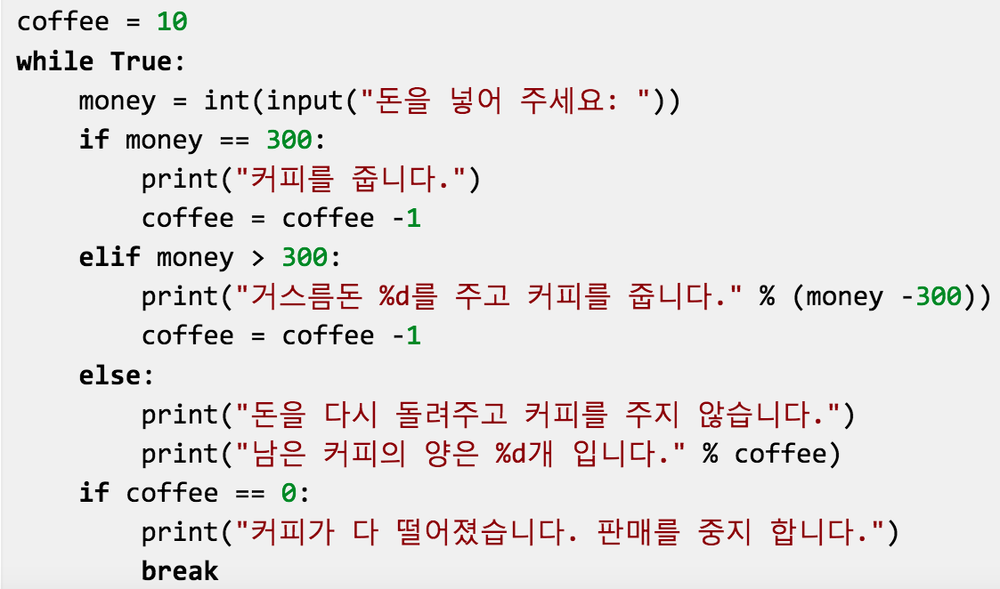 coffee = 10
while True:
    money = int(input("돈을 넣어 주세요: "))
    if money == 300:
        print("커피를 줍니다.")
        coffee = coffee -1
    elif money > 300:
        print("거스름돈 %d를 주고 커피를 줍니다." % (money -300))
        coffee = coffee -1
    else:
        print("돈을 다시 돌려주고 커피를 주지 않습니다.")
        print("남은 커피의 양은 %d개 입니다." % coffee)
    if coffee == 0:
        print("커피가 다 떨어졌습니다. 판매를 중지 합니다.")
        break